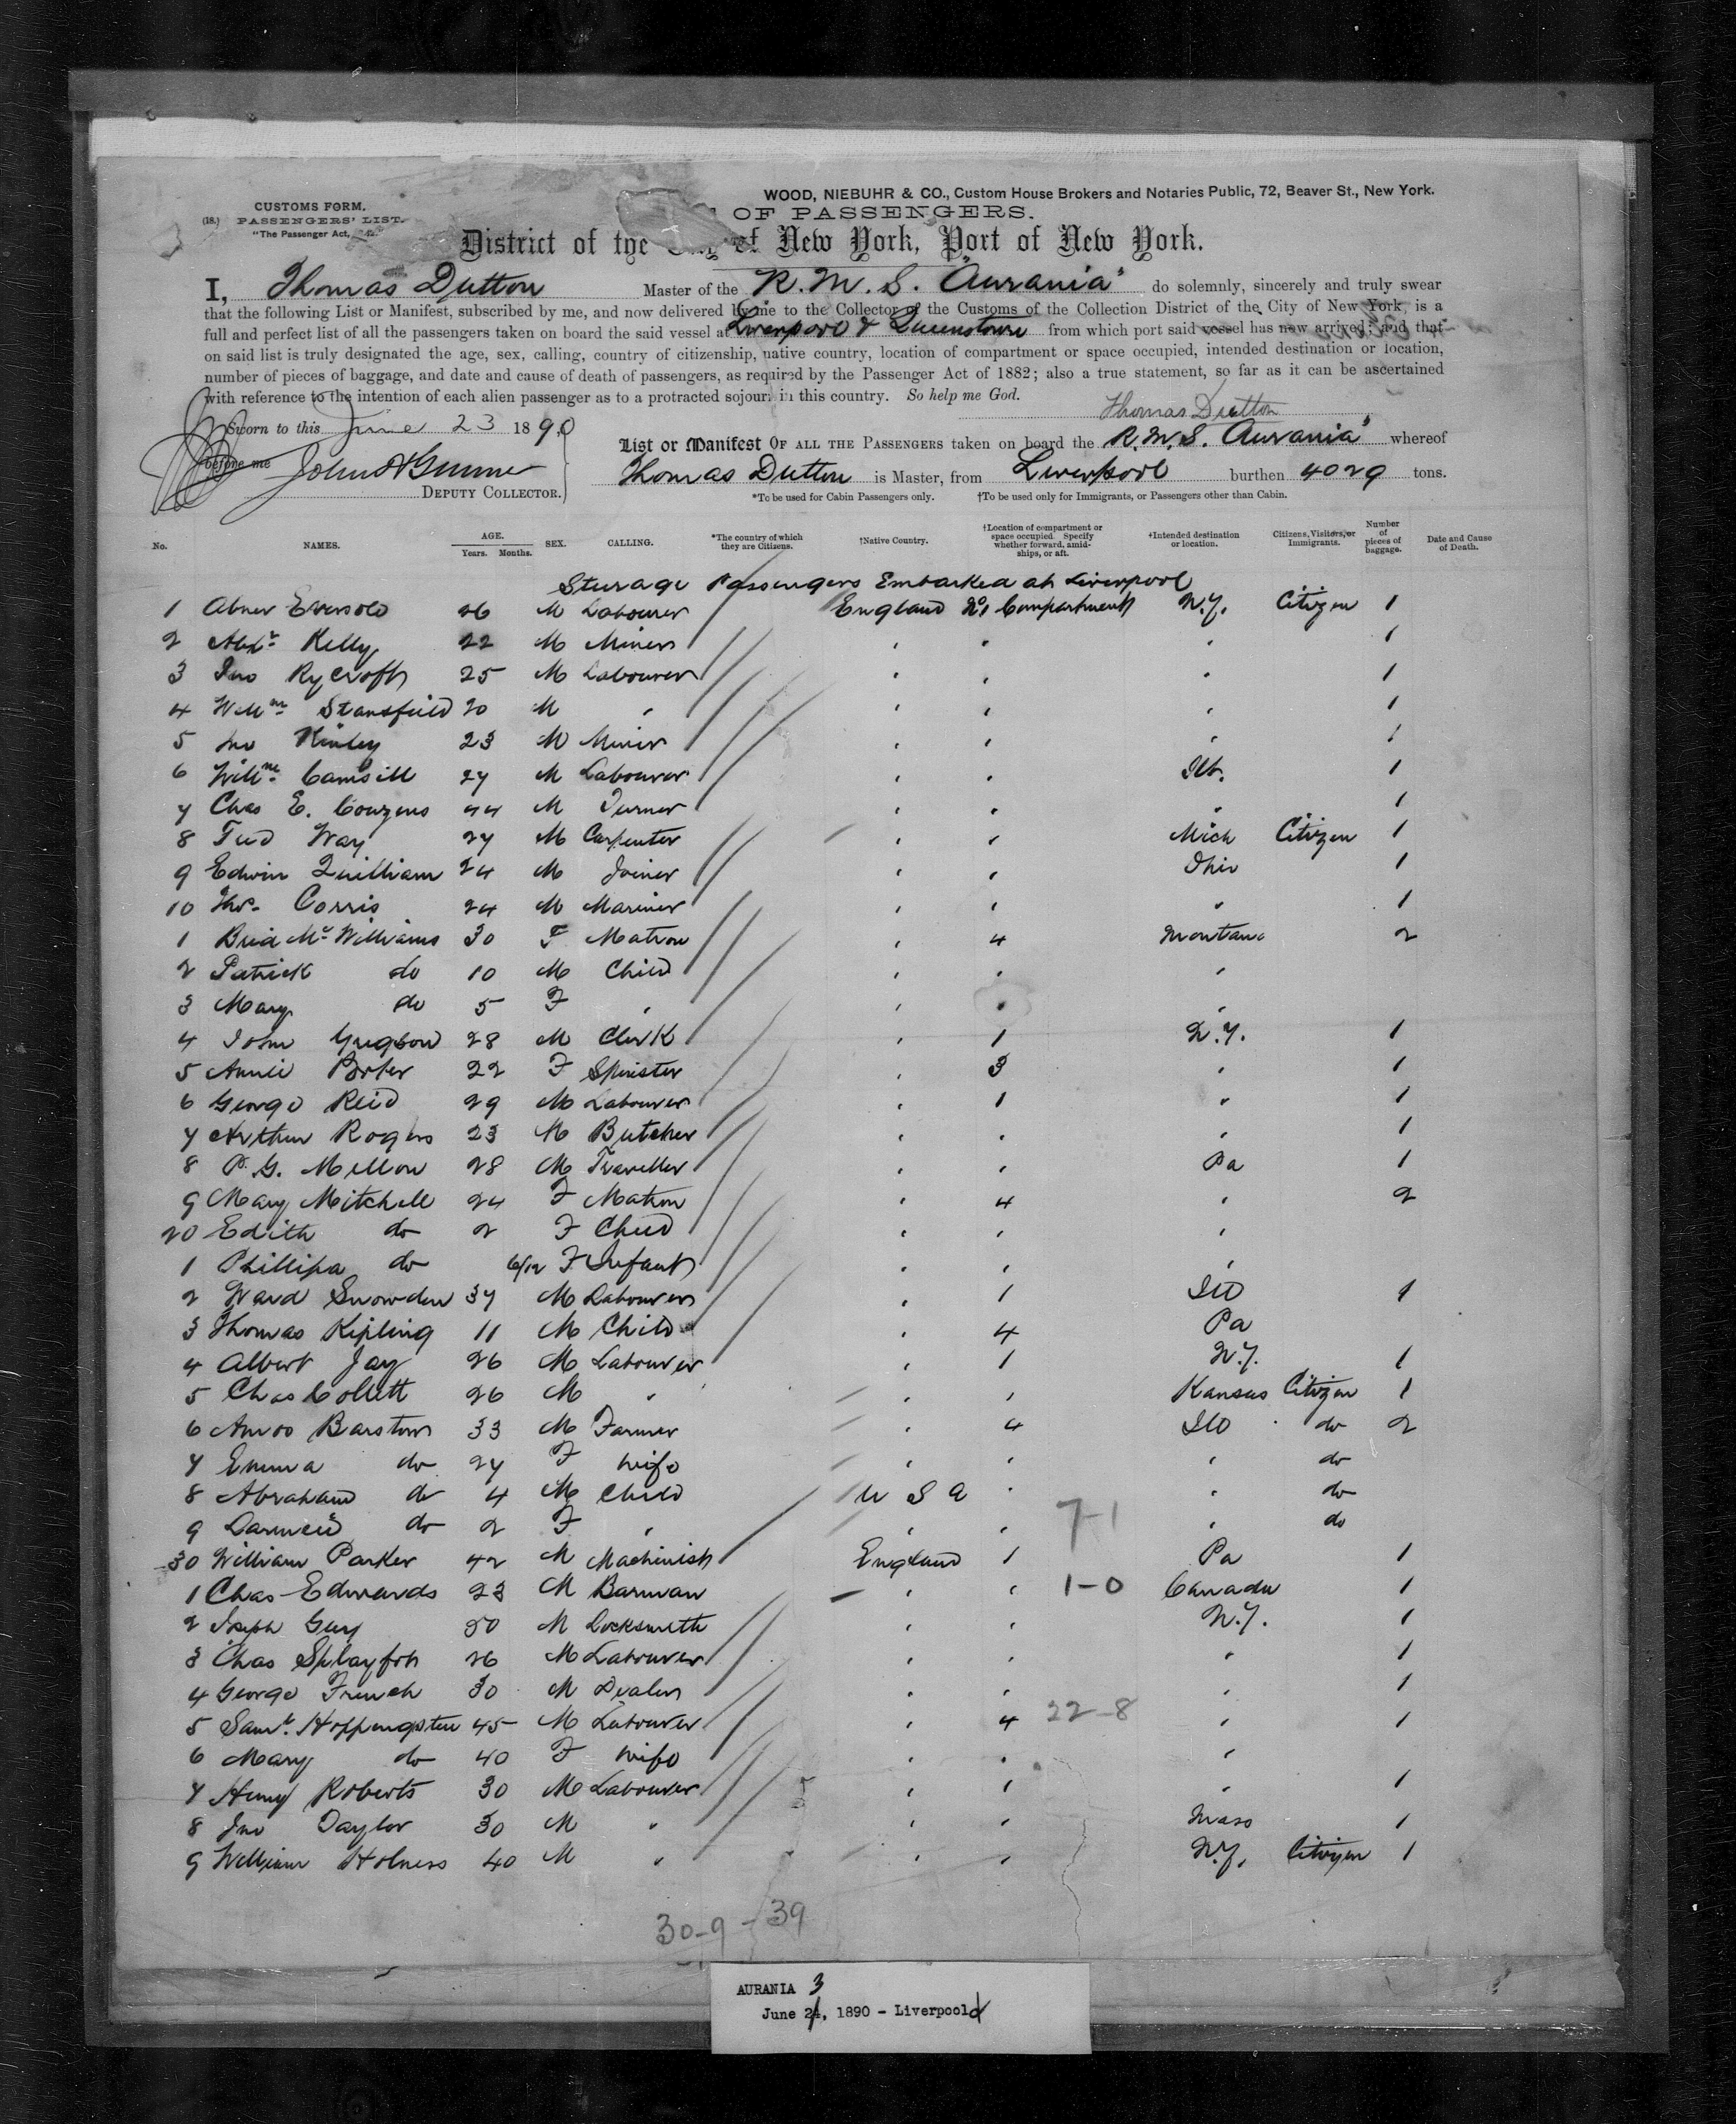 WOOD, NIEBUHR & CO., Custom House Brokers and Notaries Public, 72, Beaver St., New York.
CUSTOMS FORM.
(18.) PASSENGERS' LIST.
"The Passenger Act,
OF PASSENGERS.
District of the City of New York, Port of New York.
I, Thomas Dutton Master of the R.M.S. "Aurania" do solemnly, sincerely and truly swear
that the following List or Manifest, subscribed by me, and now delivered by me to the Collector of the Customs of the Collection District of the City of New York, is a
full and perfect list of all the passengers taken on board the said vessel at Liverpool & Queenstown from which port said vessel has now arrived; and that
on said list is truly designated the age, sex, calling, country of citizenship, native country, location of compartment or space occupied, intended destination or location,
number of pieces of baggage, and date and cause of death of passengers, as required by the Passenger Act of 1882; also a true statement, so far as it can be ascertained
with reference to the intention of each alien passenger as to a protracted sojourn in this country. So help me God.
Thomas Dutton
Sworn to this June 23 1890
List or Manifest OF ALL THE PASSENGERS taken on board the R.M.S. "Aurania" whereof
before me John
Thomas Dutton is Master, from Liverpool burthen 4029 tons.
DEPUTY COLLECTOR.
*To be used for Cabin Passengers only. †To be used only for Immigrants, or Passengers other than Cabin.
No. NAMES. AGE. Years. Months. SEX. CALLING. *The country of which they are Citizens. †Native Country. †Location of compartment or space occupied. Specify whether forward, amidships, or aft. †Intended destination or location. Citizens, Visitors, or Immigrants. Number of pieces of baggage. Date and Cause of Death.
Sturage Passengers Embarked at Liverpool
1 Abner 26 M Labourer England No 1 Compartment N.Y. Citizen 1
2 Alexr Kelly 22 M Miner " " " 1
3 Jno Rycroft 25 M Labourer " " " 1
4 Willm Stansfield 20 M " " " " 1
5 Jno Kinley 23 M Miner " " " 1
6 Willm 27 M Labourer " " Ill. 1
7 Chas E. Couzens 44 M Turner " " " 1
8 Fred Way 27 M Carpenter " " Mich Citizen 1
9 Edwin Quilliam 24 M Joiner " " Ohio 1
10 Thos Corris 24 M Mariner " " " 1
1 Brid McWilliams 30 F Matron " 4 Montana 2
2 Patrick do 10 M Child " " "
3 Mary do 5 F " " " "
4 John Gregson 28 M Clerk " 1 N.Y. 1
5 Annie Porter 22 F Spinister " 3 " 1
6 George Reid 29 M Labourer " 1 " 1
7 Arthur Rogers 23 M Butcher " " " 1
8 P. G. Mellow 28 M Traveller " " Pa 1
9 Mary Mitchell 24 F Matron " 4 " 2
20 Edith do 2 F Child " " "
1 Phillipa do 6/12 F Infant " " "
2 Ward Snowden 37 M Labourer " 1 Ill 1
3 Thomas Kipling 11 M Child " 4 Pa
4 Albert Jay 26 M Labourer " 1 N.Y. 1
5 Chas Collett 26 M " " " Kansas Citizen 1
6 Amos Barstow 33 M Farmer " 4 Ill do 2
7 Emma do 27 F Wife " " " do
8 Abraham do 4 M Child U S A " " do
9 do 2 F " " " " do
7-1
30 William Parker 42 M Machinist England 1 Pa 1
1 Chas Edwards 23 M Barman " " 1-0 Canada 1
2 Joseph Guy 50 M Locksmith " " N.Y. 1
3 Chas 26 M Labourer " " " 1
4 George French 30 M Dealer " " " 1
5 Saml 45 M Labourer " 4 22-8 " 1
6 Mary do 40 F Wife " " "
7 Henry Roberts 30 M Labourer " 1 " 1
8 Jno Taylor 30 M " " " Mass 1
9 William Holness 40 M " " " N.Y. Citizen 1
30-9-39
AURANIA 3
June 24, 1890 - Liverpool